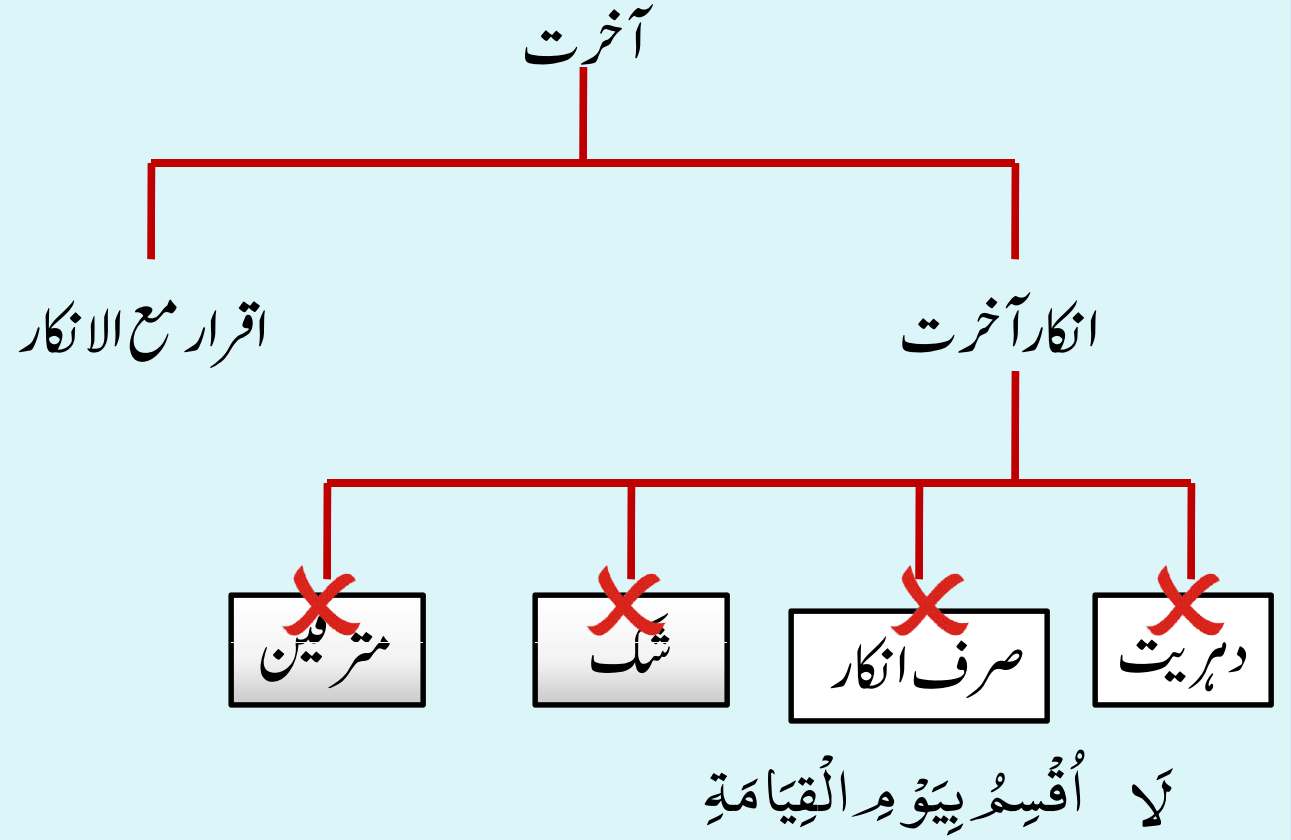 آخرت
انکار آخرت
اقرار مع الانکار
دہریت
صرف انکار
شک
مترفین
لَا اُقْسِمُ بِيَوْمِ الْقِيَامَةِ